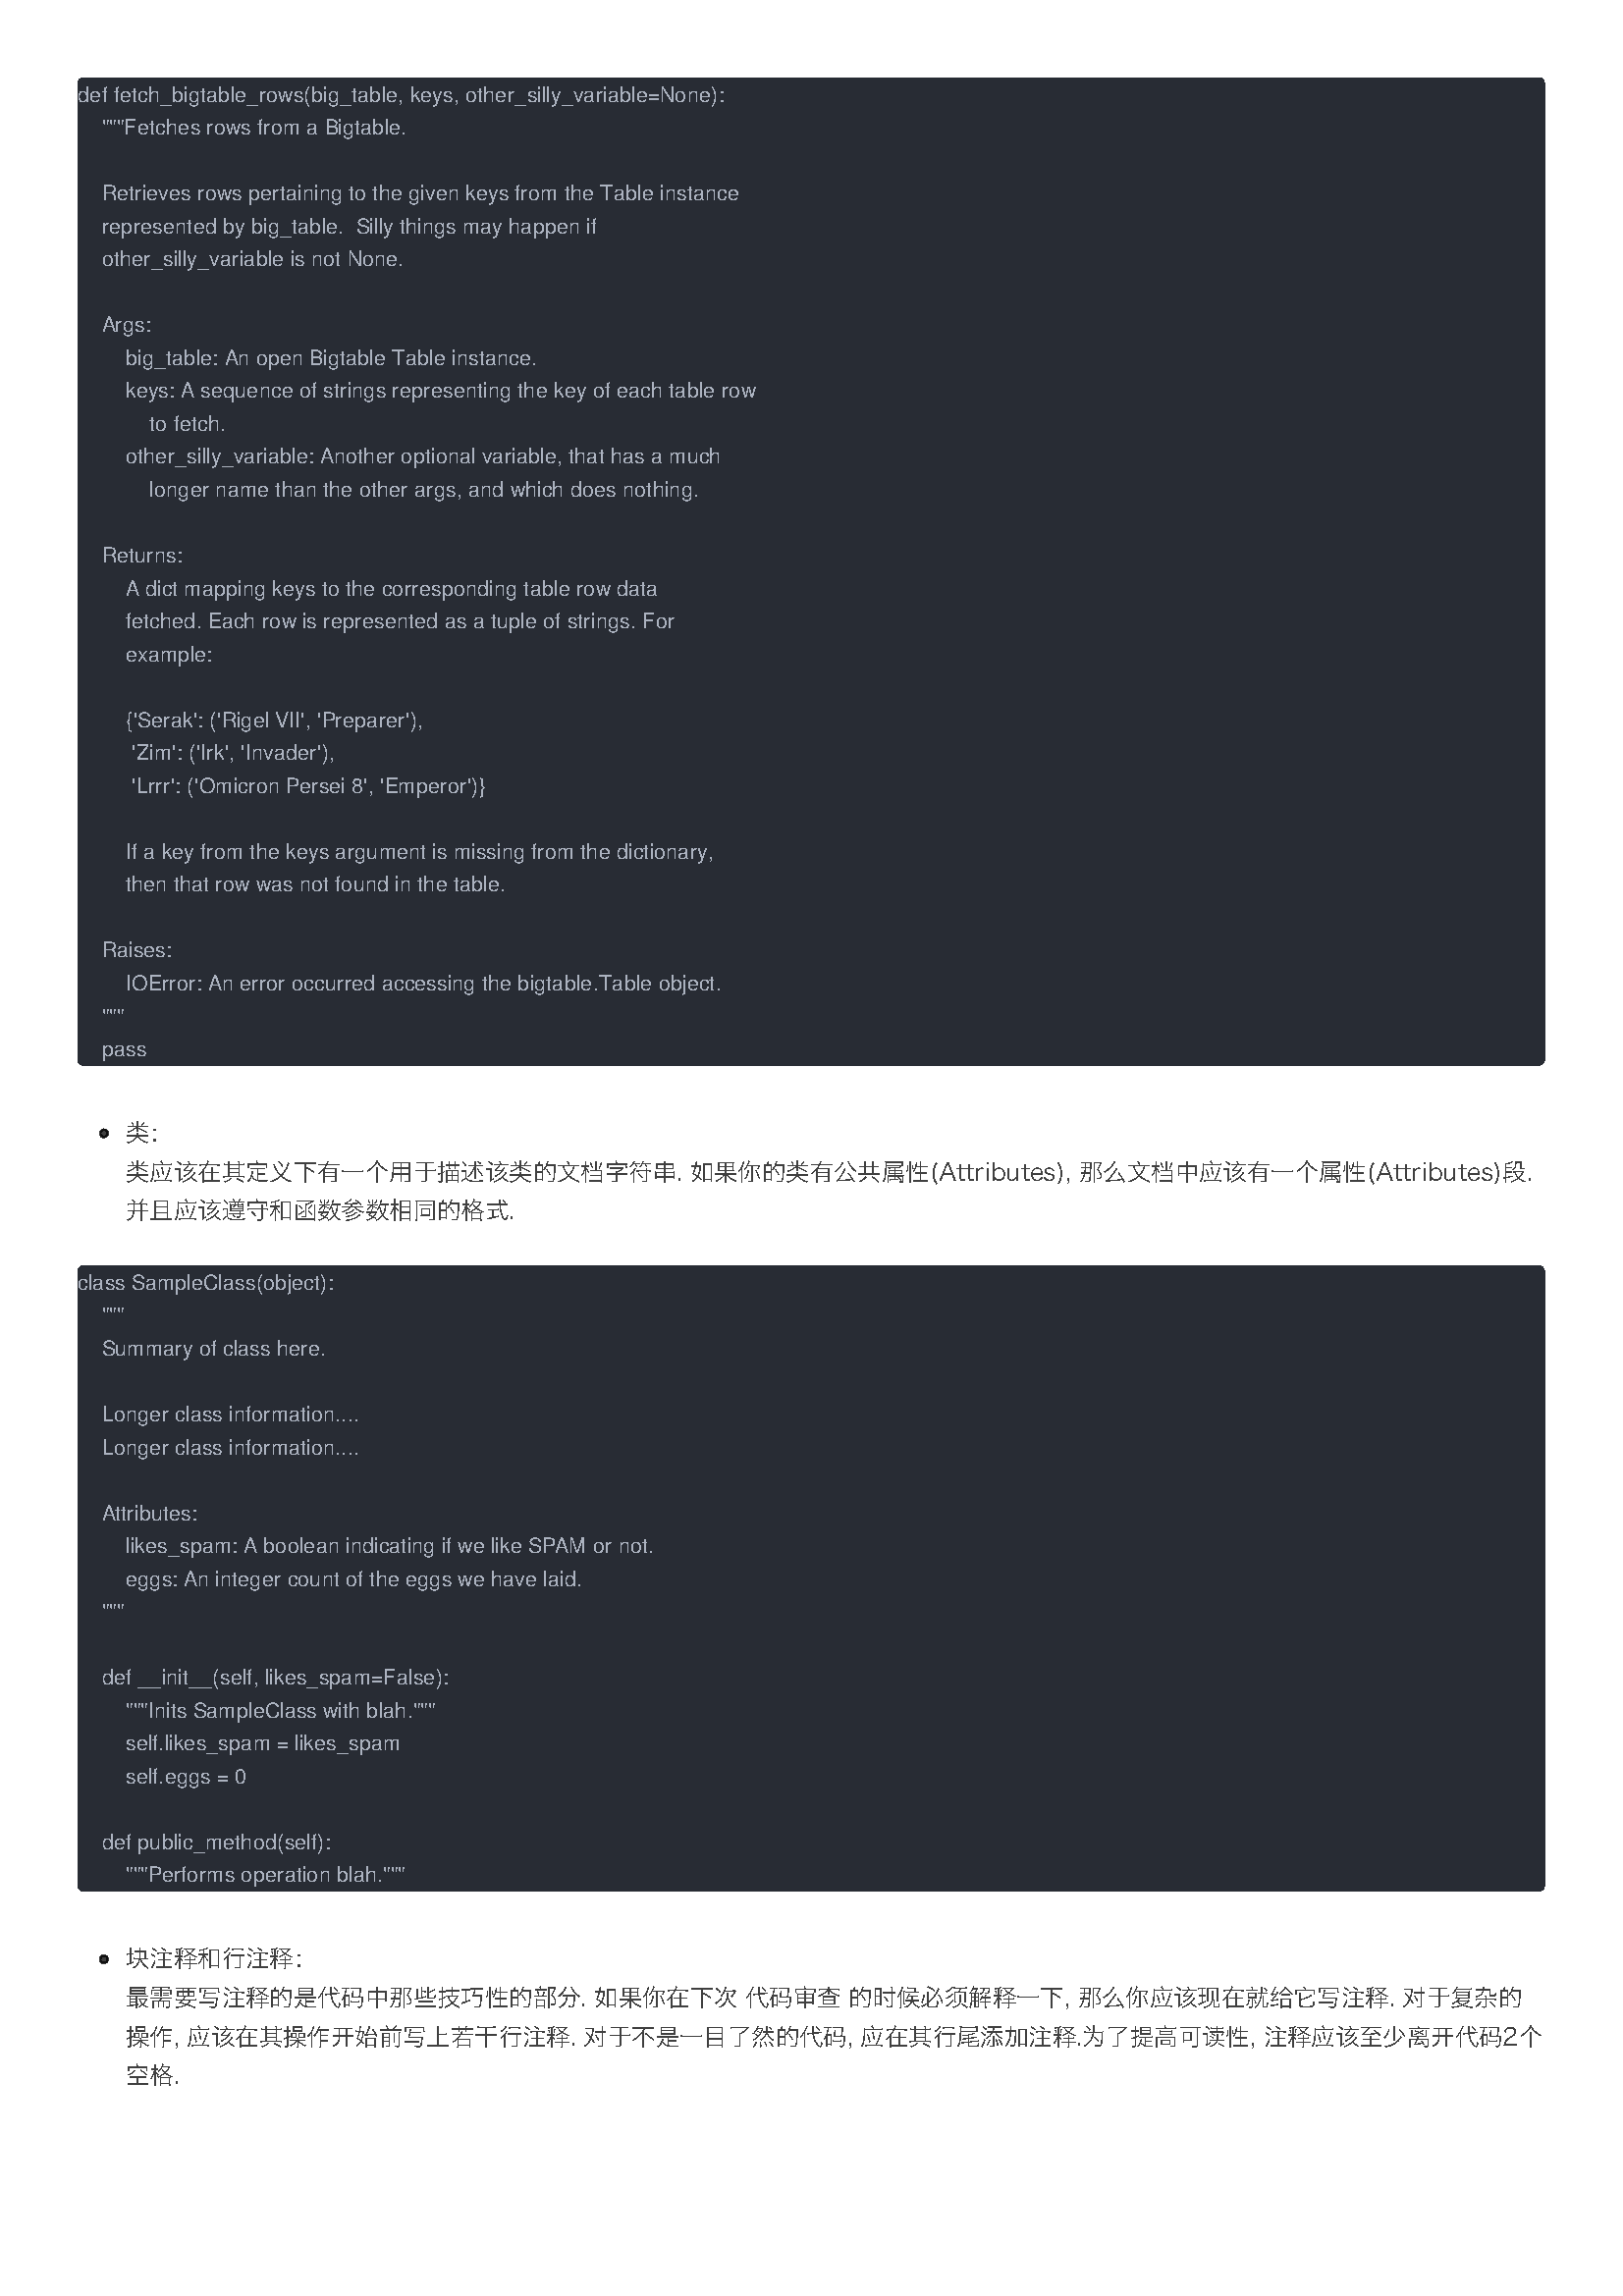 def fetch_bigtable_rows(big_table, keys, other_silly_variable=None):
    """Fetches rows from a Bigtable.

    Retrieves rows pertaining to the given keys from the Table instance
    represented by big_table.  Silly things may happen if
    other_silly_variable is not None.

    Args:
        big_table: An open Bigtable Table instance.
        keys: A sequence of strings representing the key of each table row
            to fetch.
        other_silly_variable: Another optional variable, that has a much
            longer name than the other args, and which does nothing.

    Returns:
        A dict mapping keys to the corresponding table row data
        fetched. Each row is represented as a tuple of strings. For
        example:

        {'Serak': ('Rigel VII', 'Preparer'),
         'Zim': ('Irk', 'Invader'),
         'Lrrr': ('Omicron Persei 8', 'Emperor')}

        If a key from the keys argument is missing from the dictionary,
        then that row was not found in the table.

    Raises:
        IOError: An error occurred accessing the bigtable.Table object.
    """
    pass

• 类:
类应该在其定义下有一个用于描述该类的文档字符串. 如果你的类有公共属性(Attributes), 那么文档中应该有一个属性(Attributes)段.
并且应该遵守和函数参数相同的格式.

class SampleClass(object):
    """
    Summary of class here.

    Longer class information....
    Longer class information....

    Attributes:
        likes_spam: A boolean indicating if we like SPAM or not.
        eggs: An integer count of the eggs we have laid.
    """

    def __init__(self, likes_spam=False):
        """Inits SampleClass with blah."""
        self.likes_spam = likes_spam
        self.eggs = 0

    def public_method(self):
        """Performs operation blah."""

• 块注释和行注释:
最需要写注释的是代码中那些技巧性的部分. 如果你在下次 代码审查 的时候必须解释一下, 那么你应该现在就给它写注释. 对于复杂的
操作, 应该在其操作开始前写上若干行注释. 对于不是一目了然的代码, 应在其行尾添加注释.为了提高可读性, 注释应该至少离开代码2个
空格.